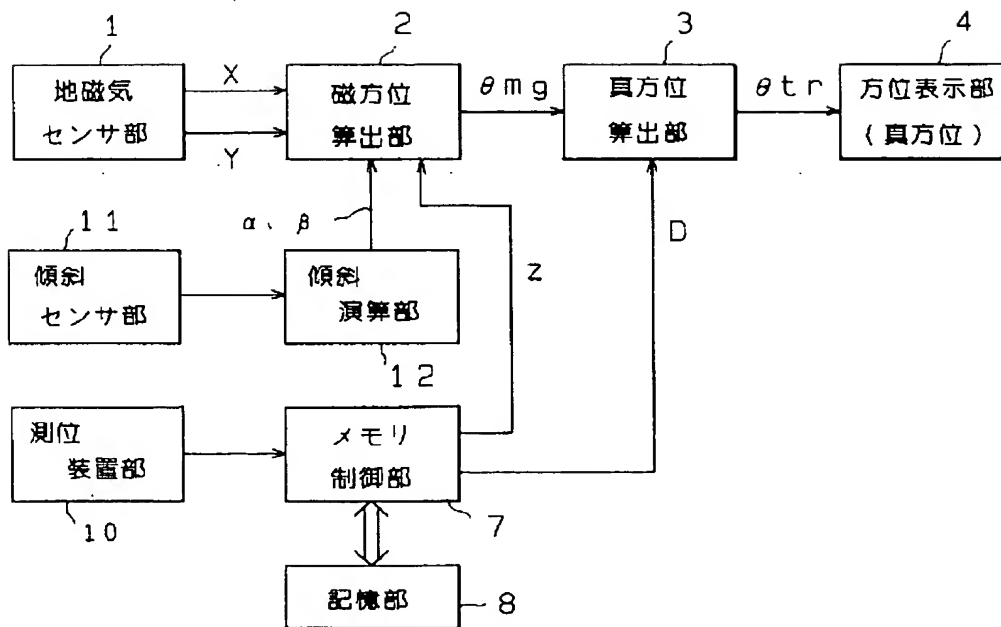 1
地磁気
センサ部
X
Y
2
磁方位
算出部
θmg
3
真方位
算出部
θtr
4
方位表示部
(真方位)
α、β
Z
D
11
傾斜
センサ部
傾斜
演算部
12
測位
装置部
10
メモリ
制御部
7
記憶部
8